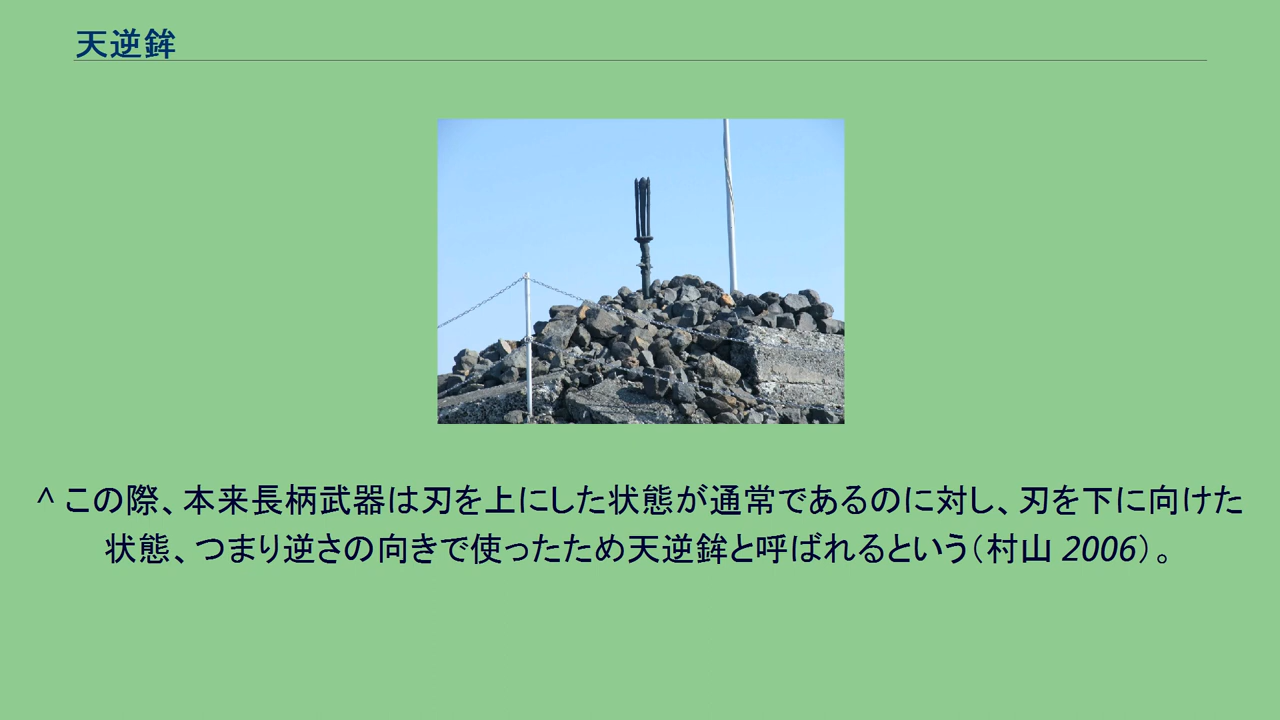 天逆鉾
^ この際、本来長柄武器は刃を上にした状態が通常であるのに対し、刃を下に向けた
状態、つまり逆さの向きで使ったため天逆鉾と呼ばれるという（村山 2006）。